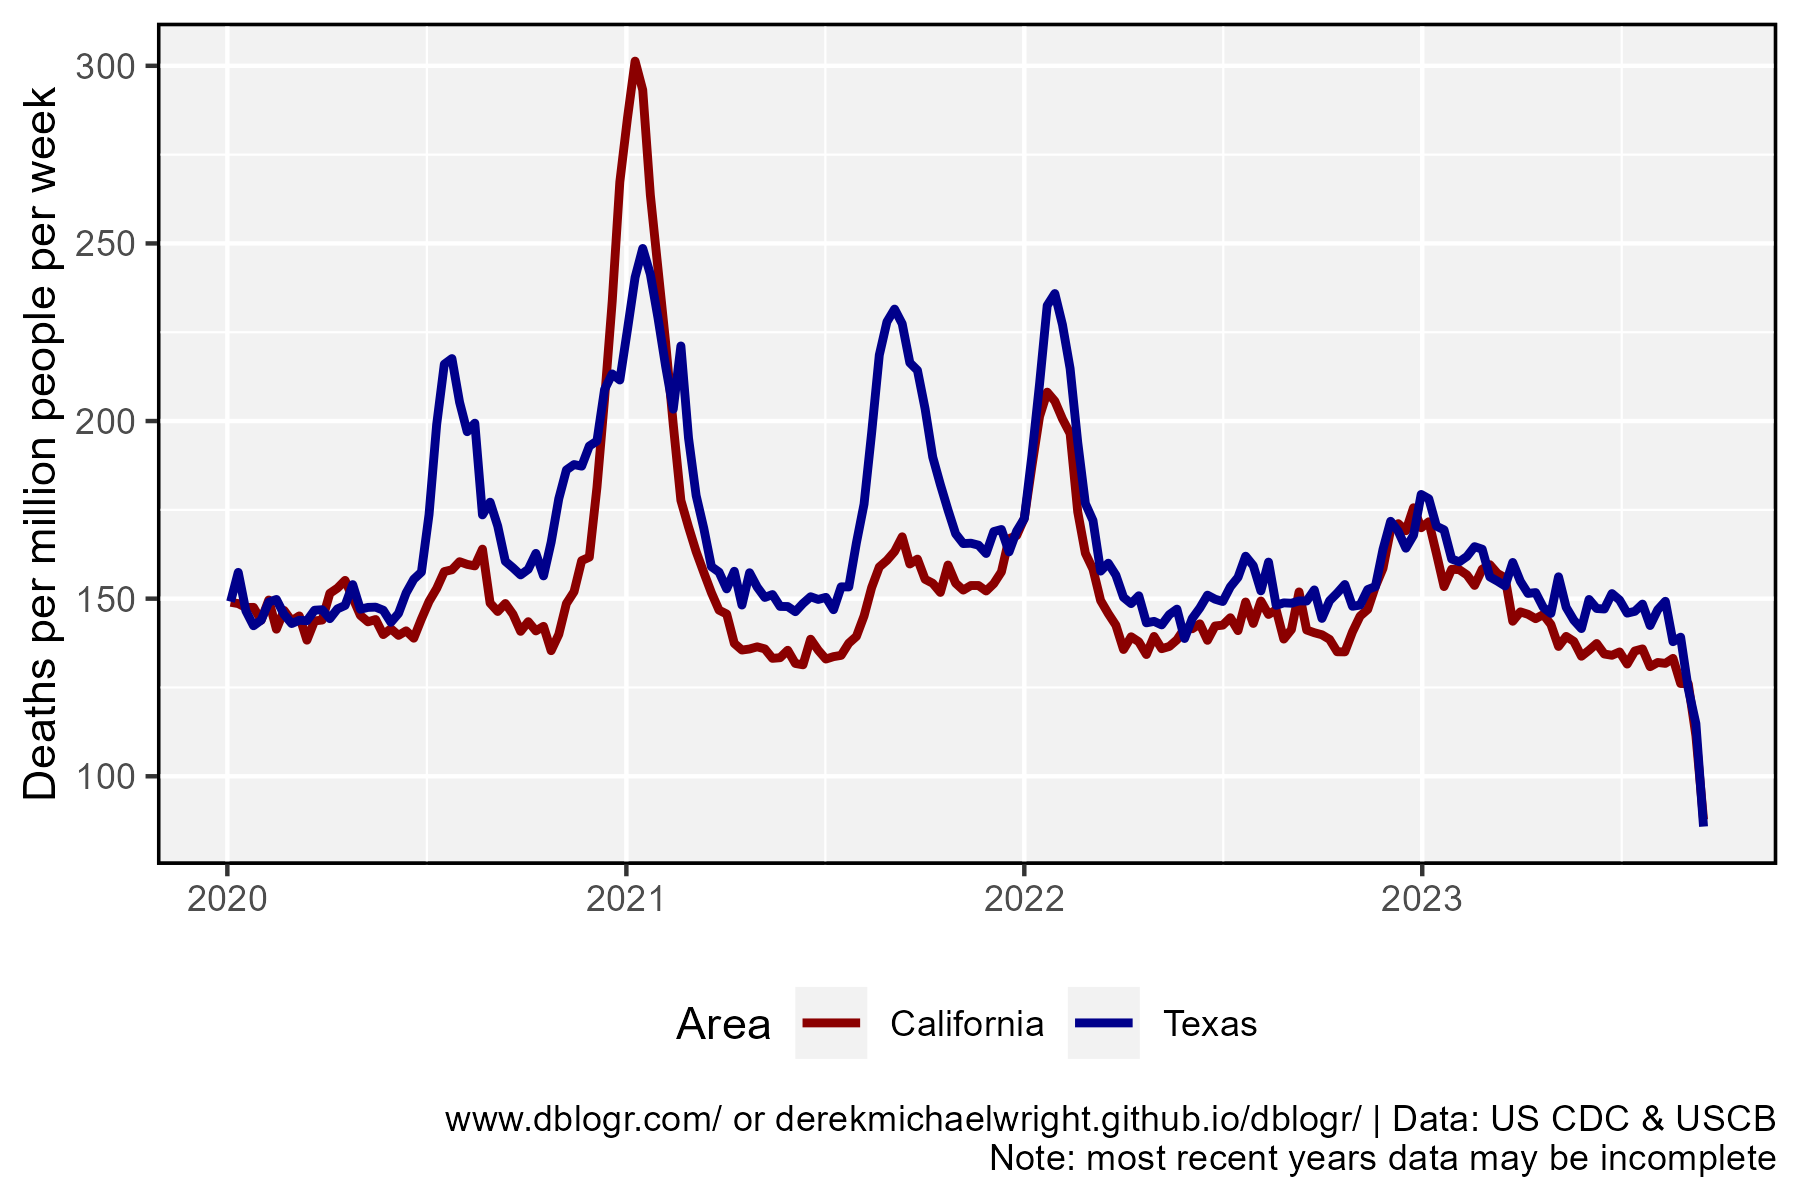 Deaths per million people per week
300
250
200
150
100
2020
2021
2022
2023
Area
California
Texas
www.dblogr.com/ or derekmichaelwright.github.io/dblogr/ | Data: US CDC & USCB
Note: most recent years data may be incomplete